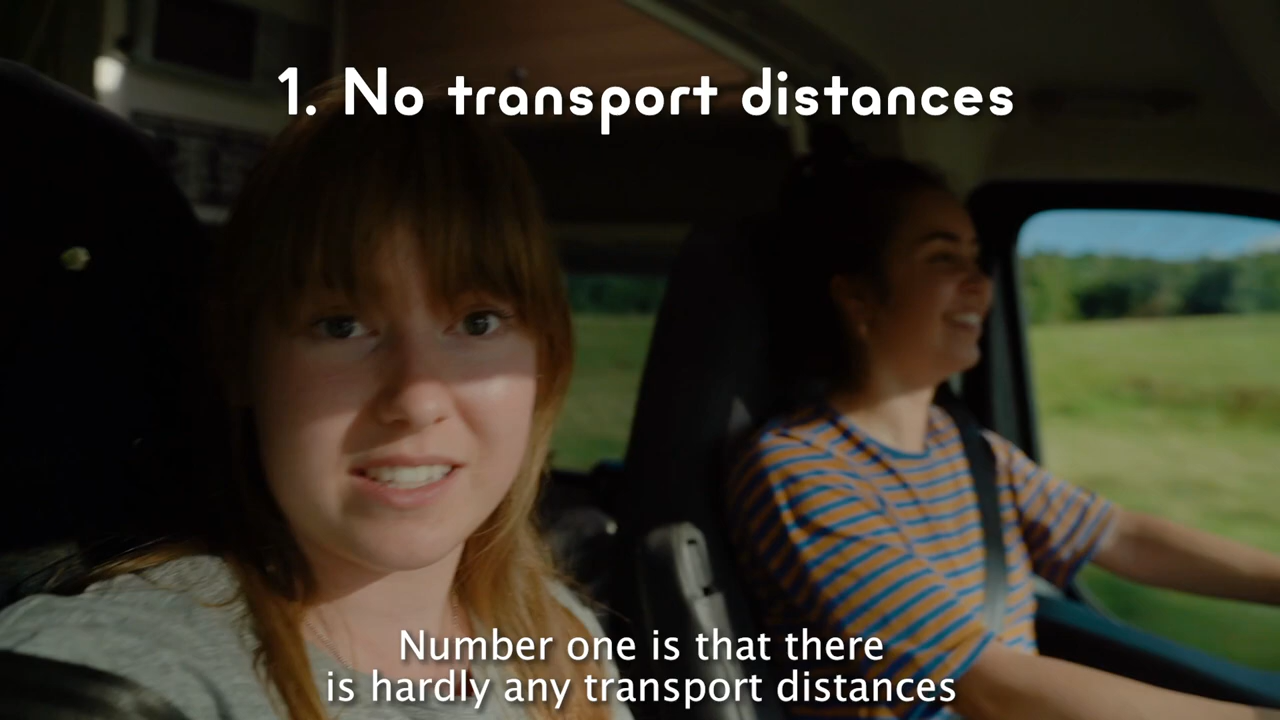 1. No transport distances
Number one is that there
is hardly any transport distances